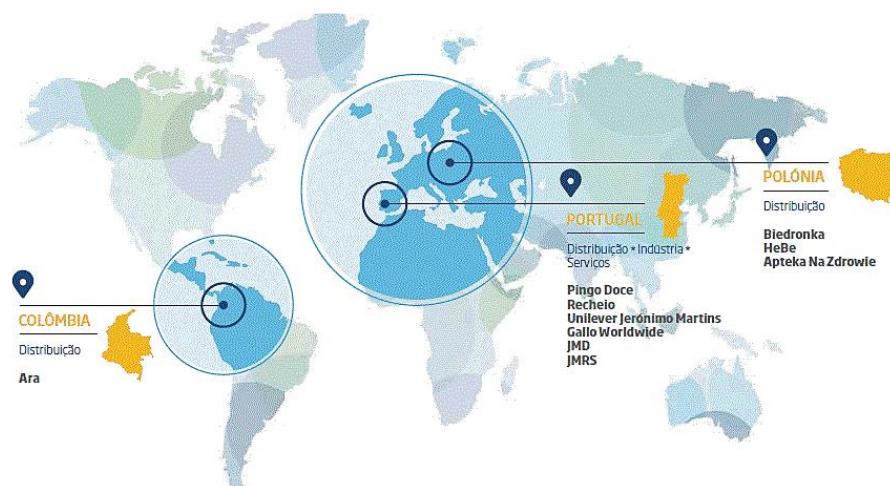 COLÔMBIA
Distribuição
Ara
PORTUGAL
Distribuição * Indústria *
Serviços
Pingo Doce
Recheio
Unilever Jerónimo Martins
Gallo Worldwide
JMD
JMRS
POLÓNIA
Distribuição
Biedronka
HeBe
Apteka Na Zdrowie